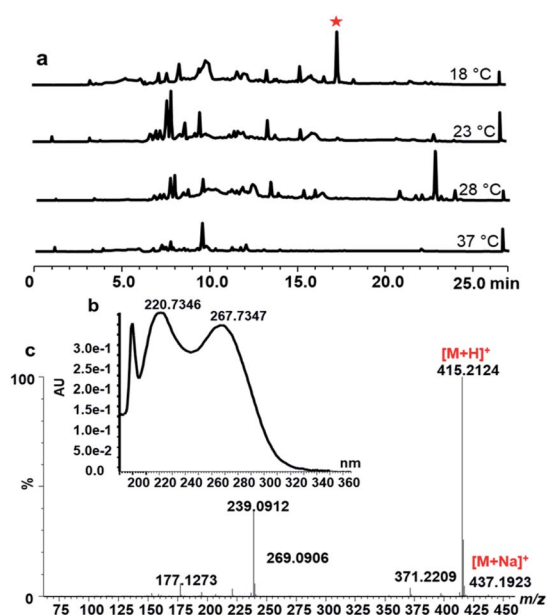 a
18 °C
23 °C
28 °C
37 °C
0 5.0 10.0 15.0 20.0 25.0 min
b
220.7346
267.7347
c
[M+H]⁺
3.0e-1
415.2124
100
2.5e-1
AU
2.0e-1
1.5e-1
1.0e-1
5.0e-2
0.0
nm
200 220 240 260 280 300 320 340 360
%
239.0912
269.0906
[M+Na]⁺
177.1273
371.2209
437.1923
0
75 100 125 150 175 200 225 250 275 300 325 350 375 400 425 450 m/z